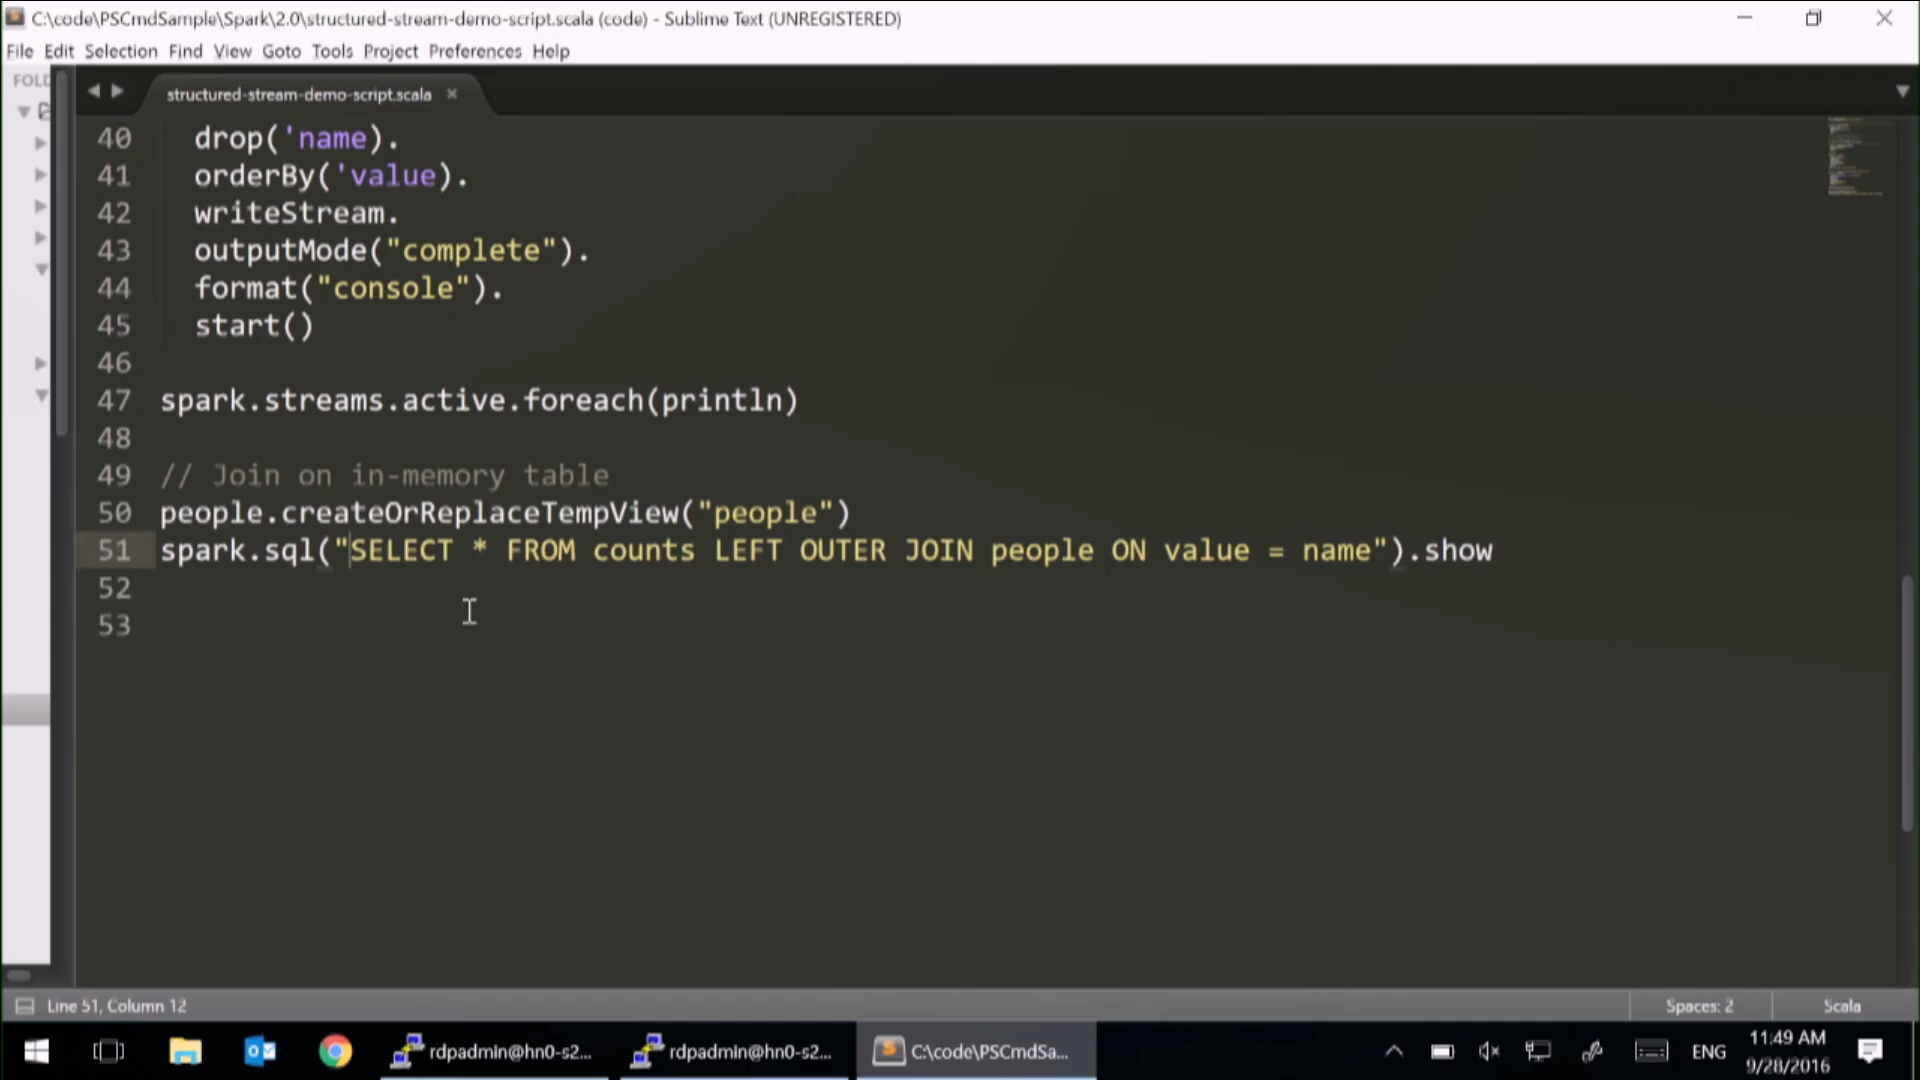 C:\code\PSCmdSample\Spark\2.0\structured-stream-demo-script.scala (code) - Sublime Text (UNREGISTERED)
File Edit Selection Find View Goto Tools Project Preferences Help
FOLD
structured-stream-demo-script.scala
40 drop('name).
41 orderBy('value).
42 writeStream.
43 outputMode("complete").
44 format("console").
45 start()
46
47 spark.streams.active.foreach(println)
48
49 // Join on in-memory table
50 people.createOrReplaceTempView("people")
51 spark.sql("SELECT * FROM counts LEFT OUTER JOIN people ON value = name").show
52
53
Line 51, Column 12 Spaces: 2 Scala
rdpadmin@hn0-s2... rdpadmin@hn0-s2... C:\code\PSCmdSa... ENG 11:49 AM
9/28/2016